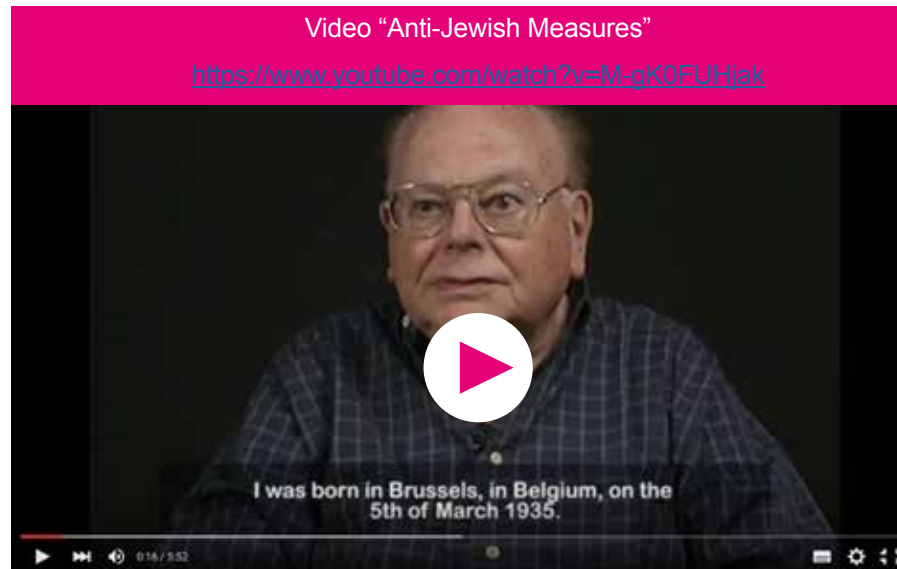 Video “Anti-Jewish Measures”
https://www.youtube.com/watch?v=M-gK0FUHjak
I was born in Brussels, in Belgium, on the
5th of March 1935.
0:16 / 5:52